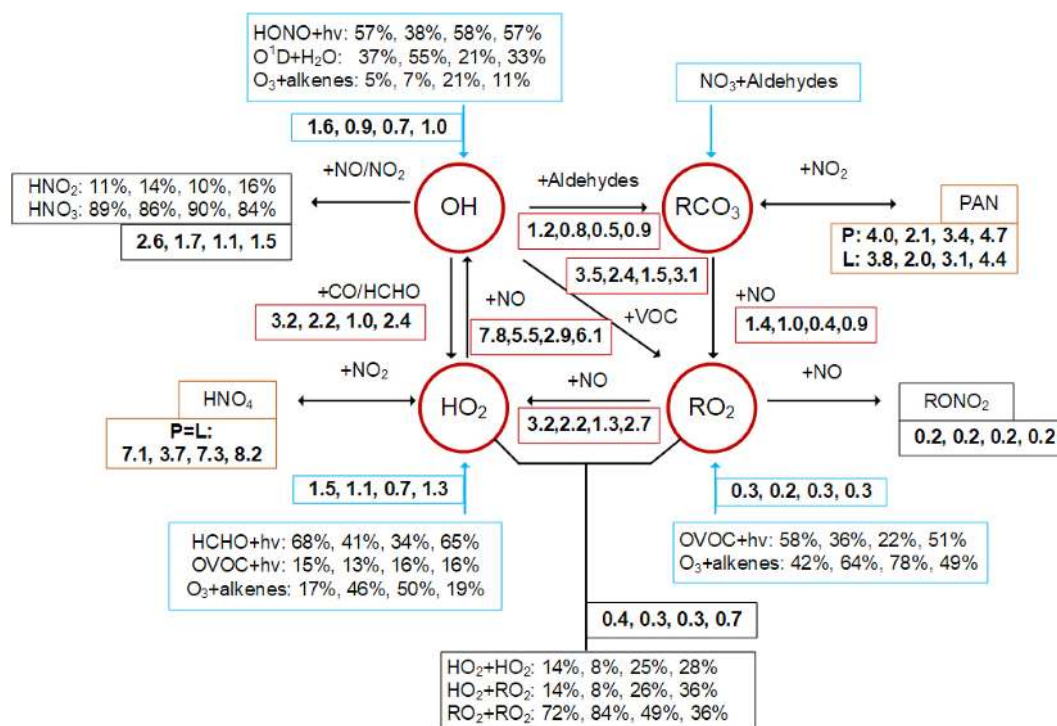 HONO+hv: 57%, 38%, 58%, 57%
O¹D+H₂O: 37%, 55%, 21%, 33%
O₃+alkenes: 5%, 7%, 21%, 11%
NO₃+Aldehydes
1.6, 0.9, 0.7, 1.0
+NO/NO₂
HNO₂: 11%, 14%, 10%, 16%
HNO₃: 89%, 86%, 90%, 84%
2.6, 1.7, 1.1, 1.5
OH
+Aldehydes
1.2,0.8,0.5,0.9
RCO₃
+NO₂
PAN
P: 4.0, 2.1, 3.4, 4.7
L: 3.8, 2.0, 3.1, 4.4
+CO/HCHO
3.2, 2.2, 1.0, 2.4
+NO
7.8,5.5,2.9,6.1
3.5,2.4,1.5,3.1
+VOC
+NO
1.4,1.0,0.4,0.9
+NO₂
HNO₄
P=L:
7.1, 3.7, 7.3, 8.2
HO₂
+NO
3.2,2.2,1.3,2.7
RO₂
+NO
RONO₂
0.2, 0.2, 0.2, 0.2
1.5, 1.1, 0.7, 1.3
HCHO+hv: 68%, 41%, 34%, 65%
OVOC+hv: 15%, 13%, 16%, 16%
O₃+alkenes: 17%, 46%, 50%, 19%
0.3, 0.2, 0.3, 0.3
OVOC+hv: 58%, 36%, 22%, 51%
O₃+alkenes: 42%, 64%, 78%, 49%
0.4, 0.3, 0.3, 0.7
HO₂+HO₂: 14%, 8%, 25%, 28%
HO₂+RO₂: 14%, 8%, 26%, 36%
RO₂+RO₂: 72%, 84%, 49%, 36%